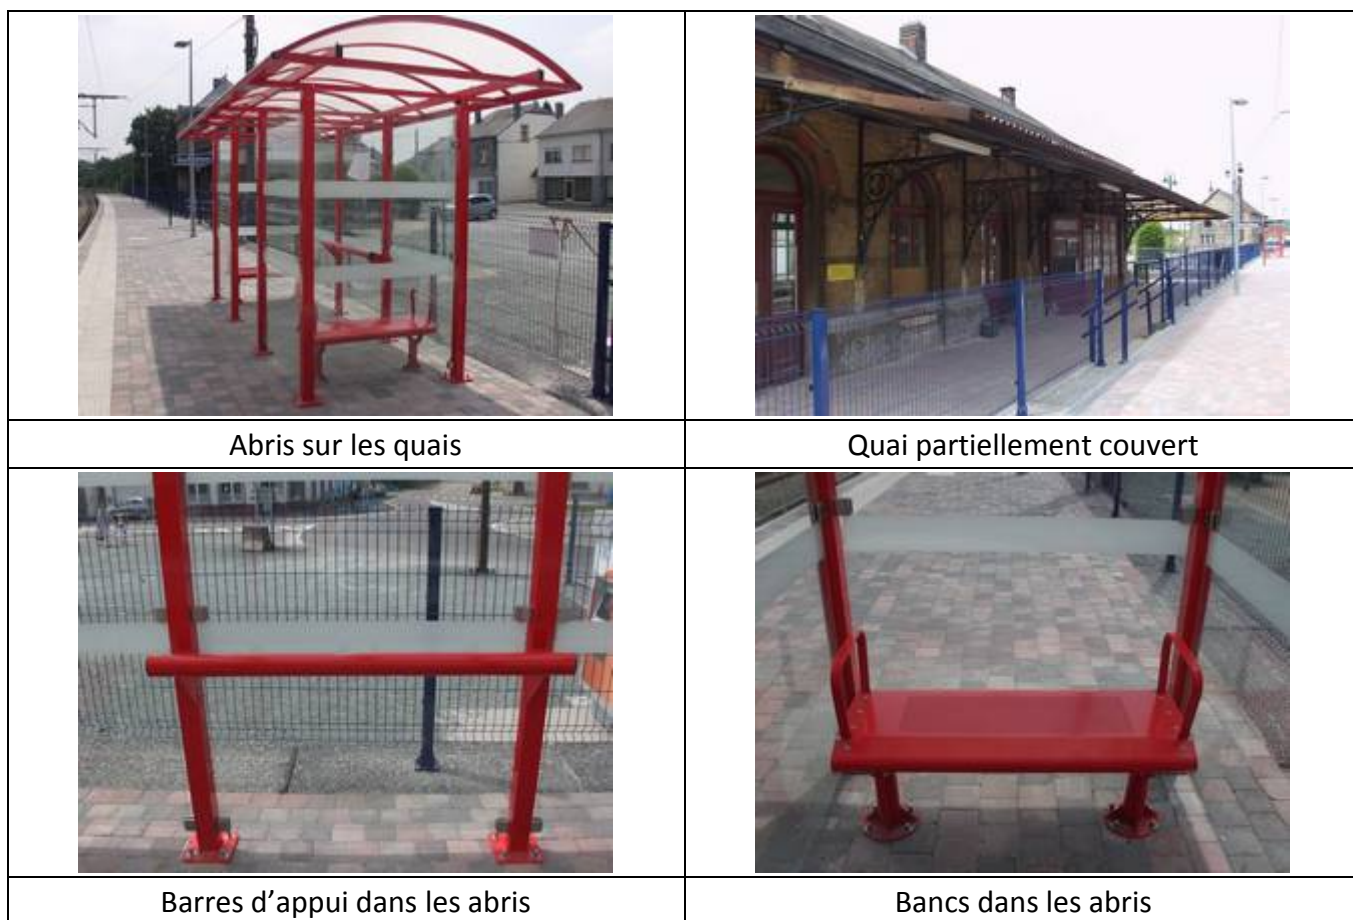 Abris sur les quais
Quai partiellement couvert
Barres d’appui dans les abris
Bancs dans les abris